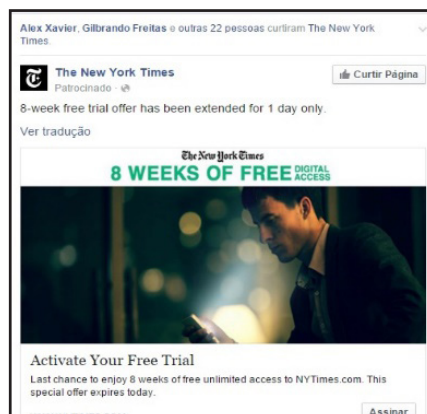 Alex Xavier, Gilbrando Freitas e outras 22 pessoas curtiram The New York
Times.
The New York Times
Patrocinado ·
Curtir Página
8-week free trial offer has been extended for 1 day only.
Ver tradução
The New York Times
8 WEEKS OF FREE DIGITAL ACCESS
Activate Your Free Trial
Last chance to enjoy 8 weeks of free unlimited access to NYTimes.com. This
special offer expires today.
Assinar